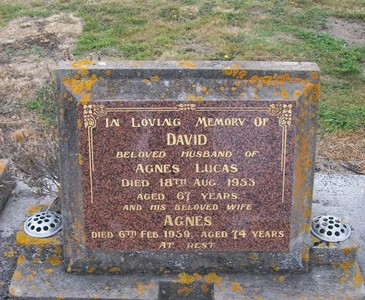 In Loving Memory of
David
beloved husband of
Agnes Lucas
Died 18th Aug. 1953
aged 67 years
and his beloved wife
Agnes
died 6th Feb. 1959, aged 74 years
At Rest